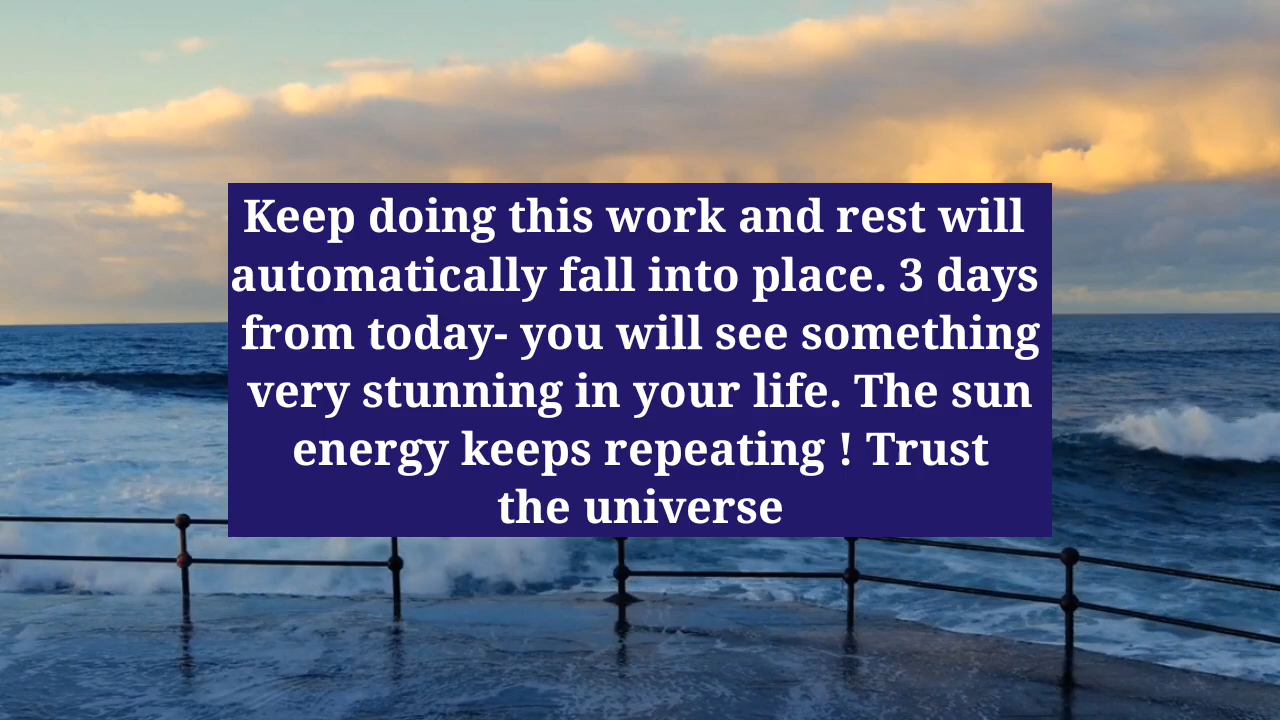 Keep doing this work and rest will
automatically fall into place. 3 days
from today- you will see something
very stunning in your life. The sun
energy keeps repeating ! Trust
the universe